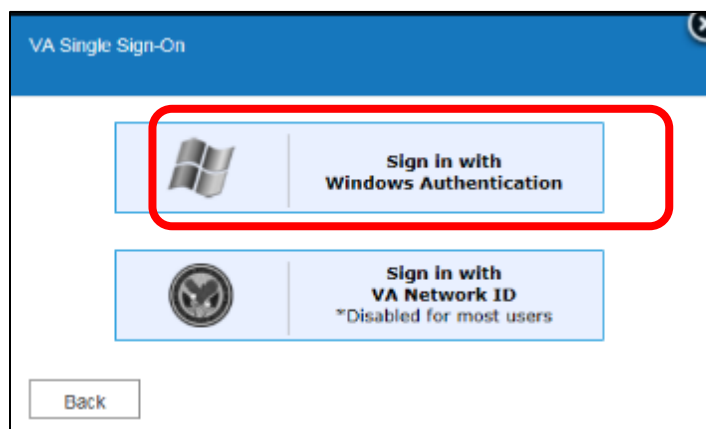 VA Single Sign-On
Sign in with
Windows Authentication
Sign in with
VA Network ID
*Disabled for most users
Back